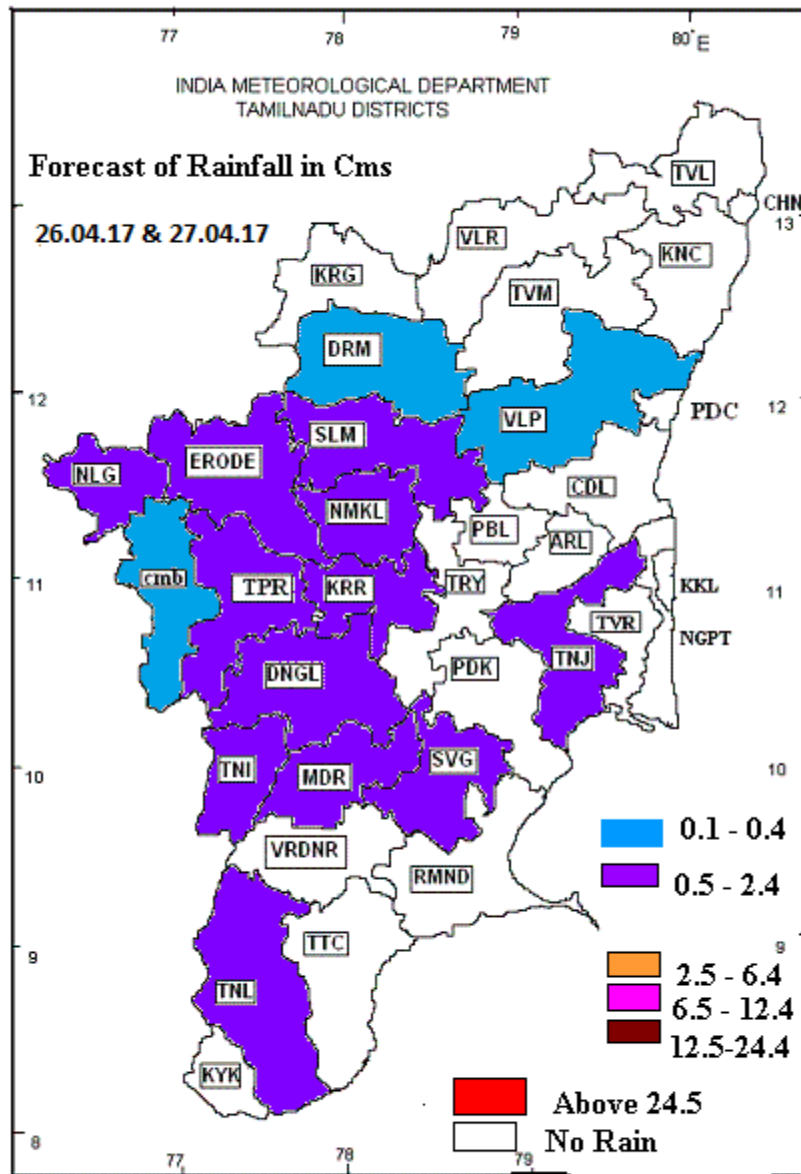 77 78 79 80° E
INDIA METEOROLOGICAL DEPARTMENT
TAMILNADU DISTRICTS
Forecast of Rainfall in Cms
TVL
CHN
13
26.04.17 & 27.04.17
VLR
KNC
KRG
TVM
DRM
12
12
PDC
VLP
SLM
ERODE
NLG
CDL
NMKL
PBL
ARL
11
cmb
TPR
KRR
TRY
KKL
11
TVR
NGPT
DNGL
PDK
TNJ
10
TNI
MDR
SVG
10
0.1 - 0.4
VRDNR
RMND
0.5 - 2.4
9
TTC
9
2.5 - 6.4
TNL
6.5 - 12.4
12.5-24.4
KYK
Above 24.5
8
No Rain
77 78 79